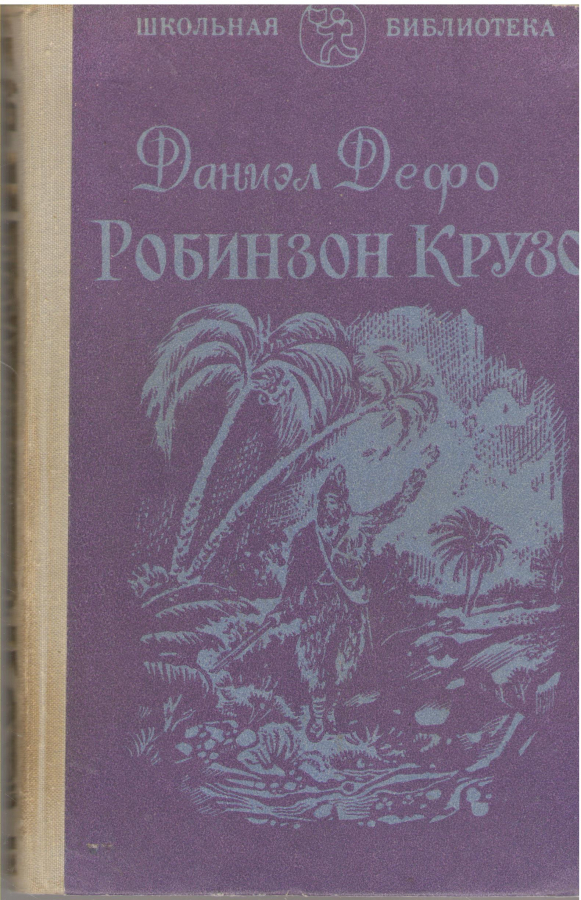 ШКОЛЬНАЯ БИБЛИОТЕКА
Даниэл Дефо
РОБИНЗОН КРУЗО